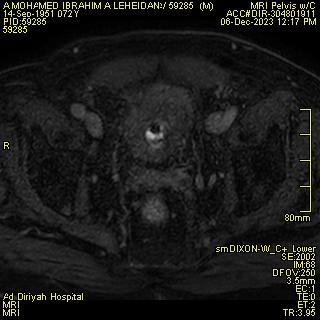 A MOHAMED IBRAHIM A LEHEIDAN:/ 59285 (M)
MRI Pelvis w/C
14-Sep-1951 072Y
ACC#DIR-304801911
PID:59285
06-Dec-2023 12:17 PM
59285
R
80mm
smDIXON-W_C+ Lower
SE:2002
IM:68
DFOV:250
3.5mm
EC:1
Ad Diriyah Hospital
TE:0
MRI
ET:2
MRI
TR:3.95